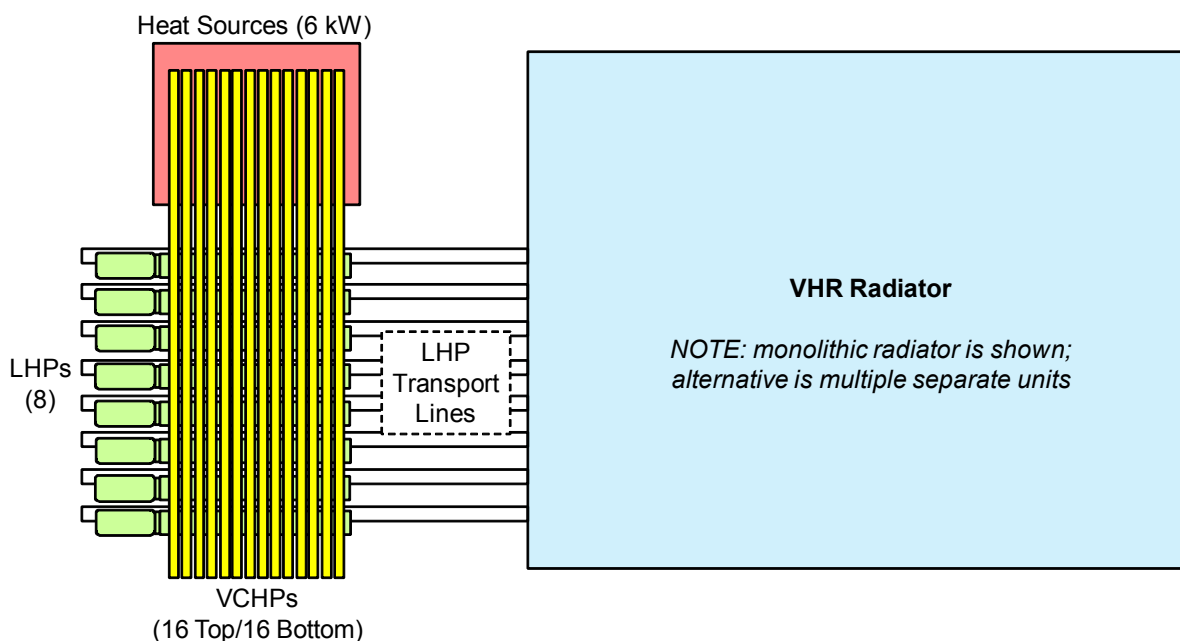 Heat Sources (6 kW)
VHR Radiator
NOTE: monolithic radiator is shown;
alternative is multiple separate units
LHP
Transport
Lines
LHPs
(8)
VCHPs
(16 Top/16 Bottom)